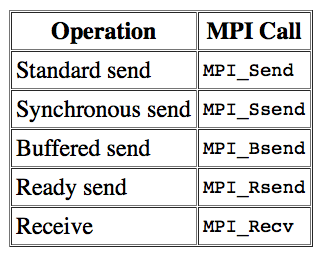 Operation MPI Call
Standard send MPI_Send
Synchronous send MPI_Ssend
Buffered send MPI_Bsend
Ready send MPI_Rsend
Receive MPI_Recv